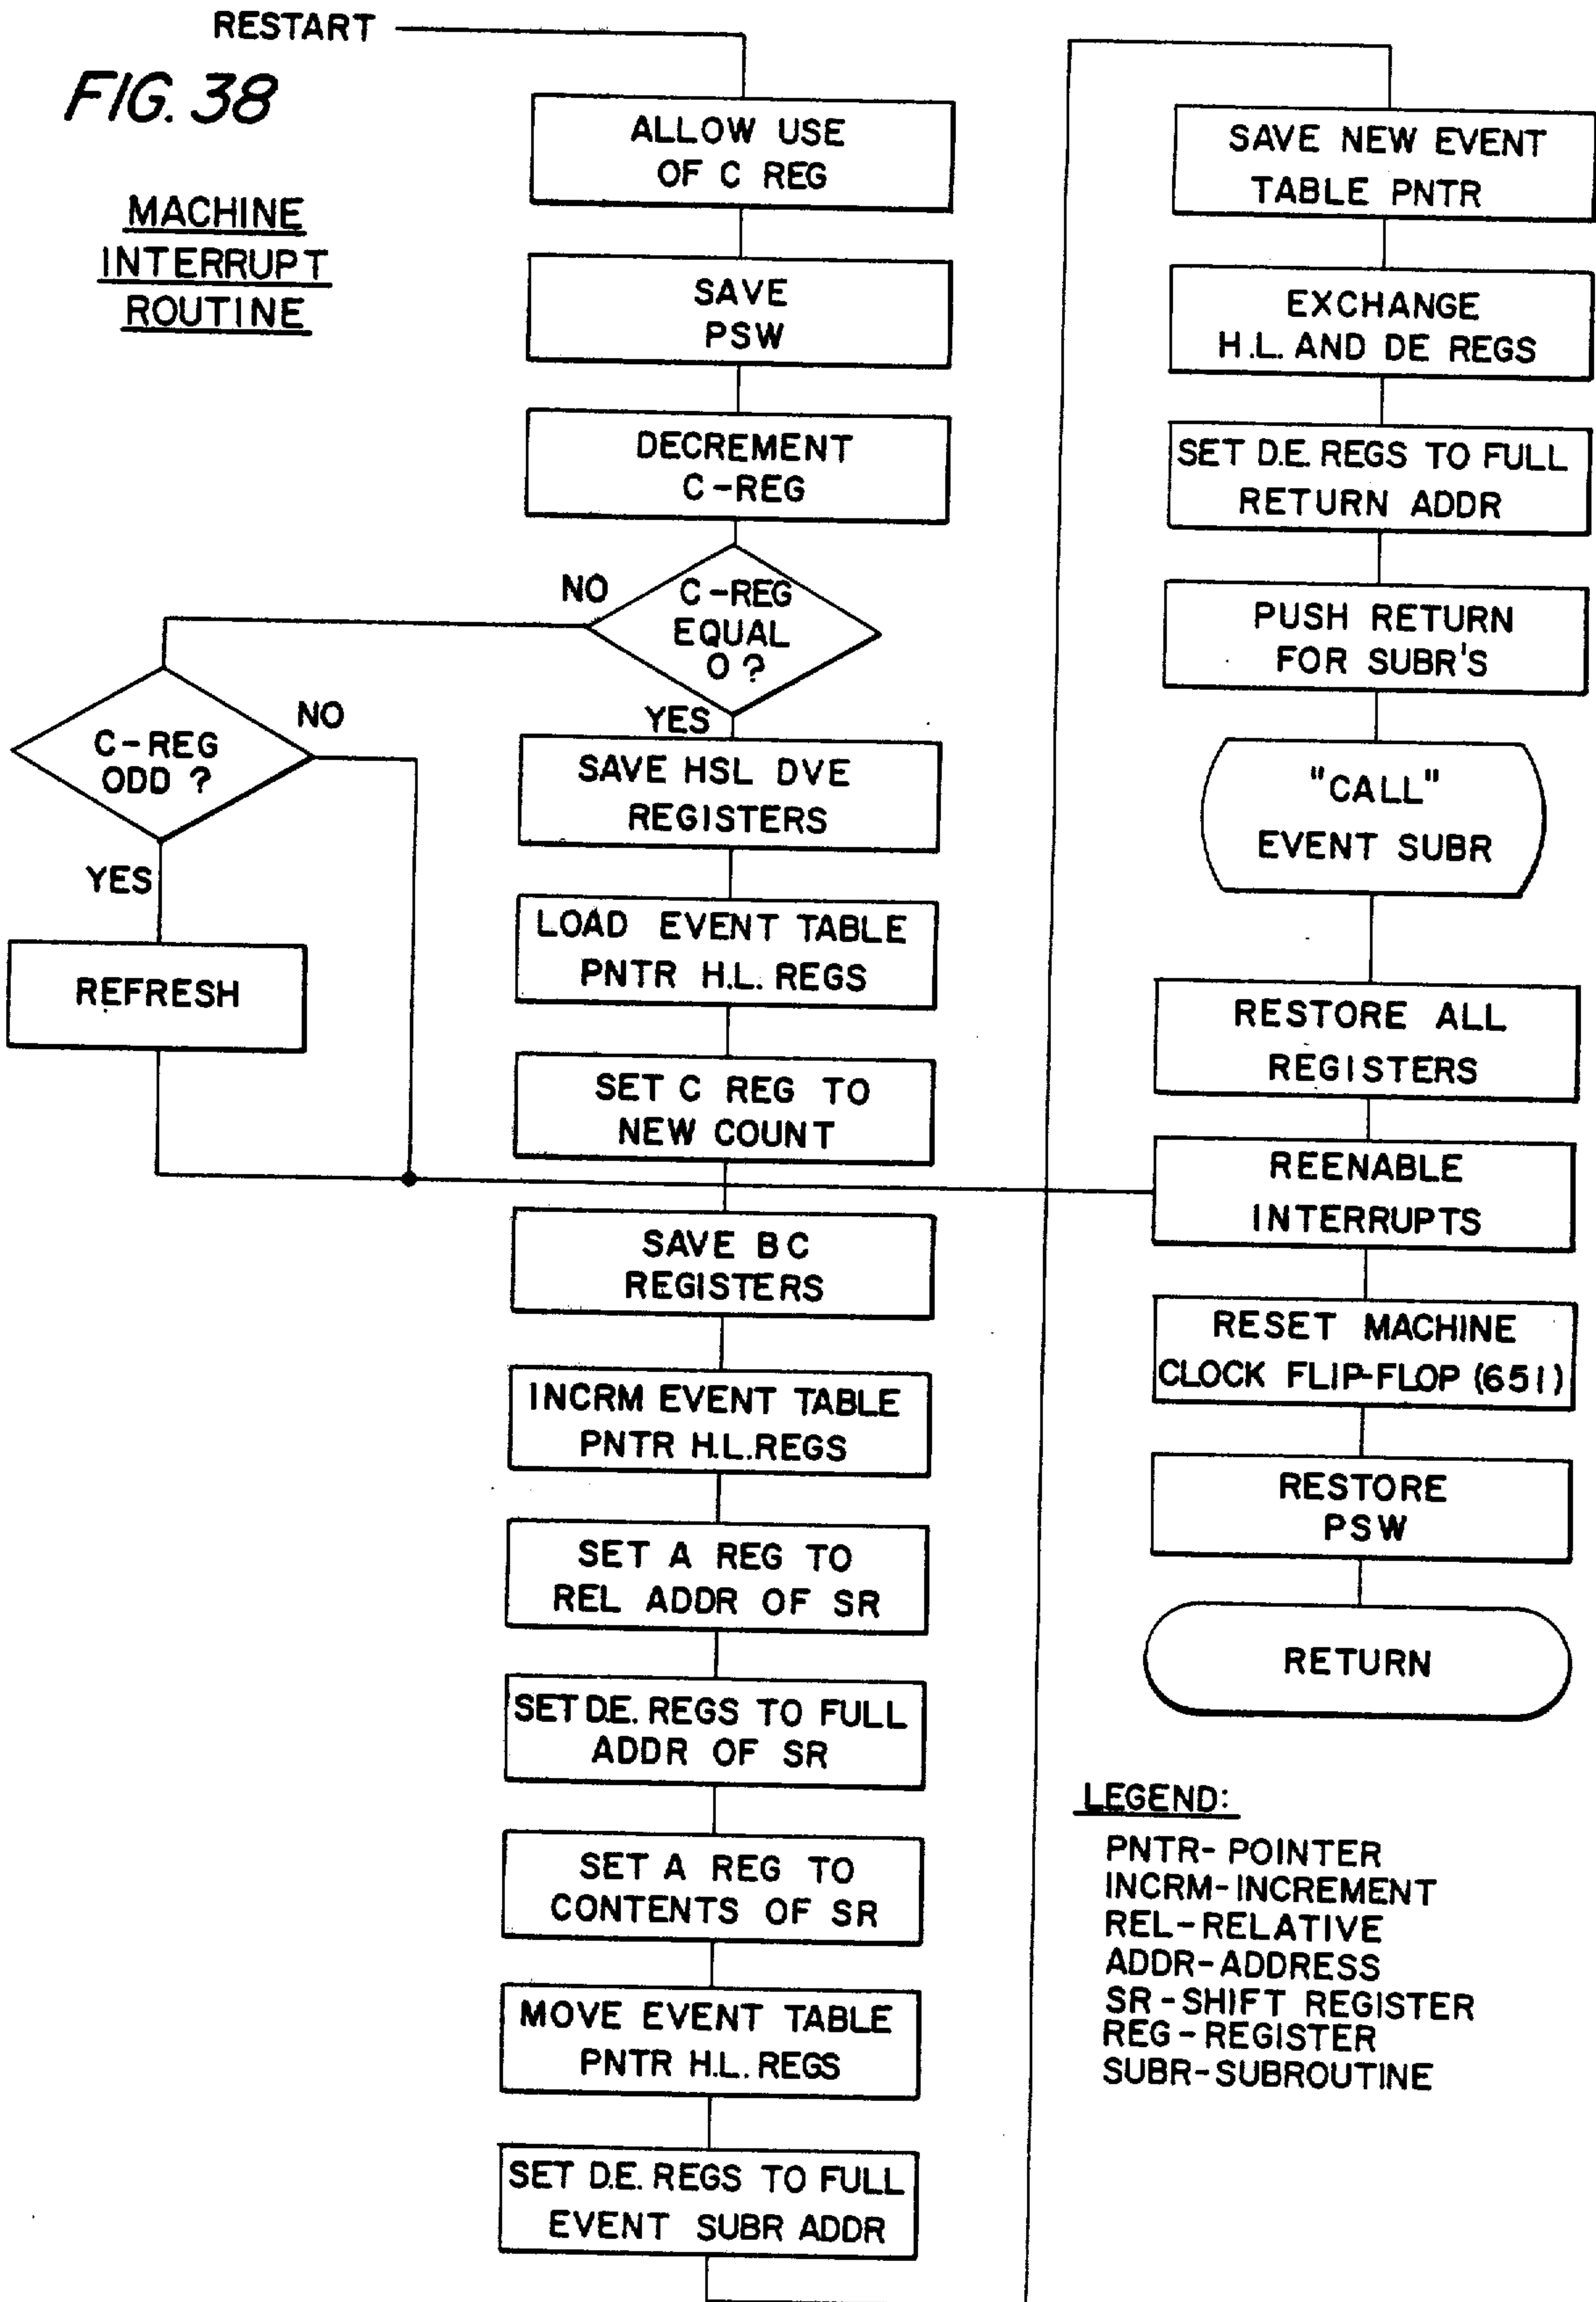 RESTART
FIG. 38
MACHINE
INTERRUPT
ROUTINE
ALLOW USE
OF C REG
SAVE
PSW
DECREMENT
C-REG
C-REG
EQUAL
0 ?
NO
YES
C-REG
ODD ?
NO
YES
REFRESH
SAVE HSL DVE
REGISTERS
LOAD EVENT TABLE
PNTR H.L. REGS
SET C REG TO
NEW COUNT
SAVE BC
REGISTERS
INCRM EVENT TABLE
PNTR H.L.REGS
SET A REG TO
REL ADDR OF SR
SET D.E. REGS TO FULL
ADDR OF SR
SET A REG TO
CONTENTS OF SR
MOVE EVENT TABLE
PNTR H.L. REGS
SET D.E. REGS TO FULL
EVENT SUBR ADDR
SAVE NEW EVENT
TABLE PNTR
EXCHANGE
H.L. AND DE REGS
SET D.E. REGS TO FULL
RETURN ADDR
PUSH RETURN
FOR SUBR'S
"CALL"
EVENT SUBR
RESTORE ALL
REGISTERS
REENABLE
INTERRUPTS
RESET MACHINE
CLOCK FLIP-FLOP (651)
RESTORE
PSW
RETURN
LEGEND:
PNTR- POINTER
INCRM-INCREMENT
REL-RELATIVE
ADDR-ADDRESS
SR-SHIFT REGISTER
REG-REGISTER
SUBR-SUBROUTINE